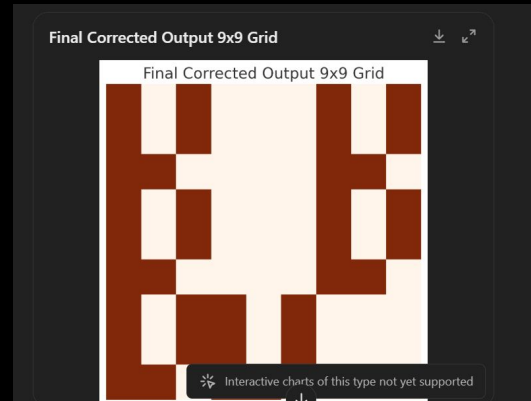 Final Corrected Output 9x9 Grid
Final Corrected Output 9x9 Grid
Interactive charts of this type not yet supported